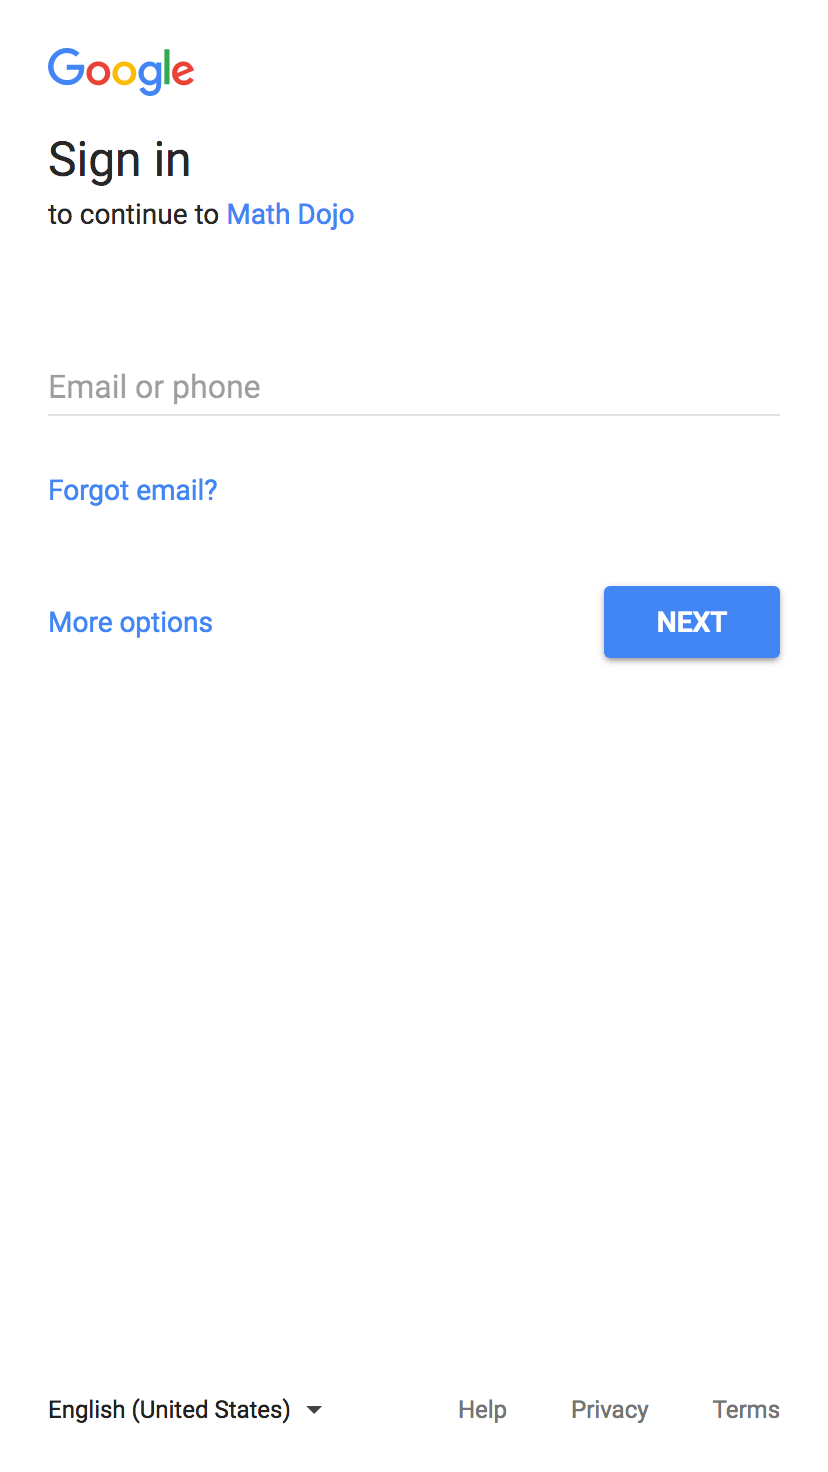 Google
Sign in
to continue to Math Dojo
Email or phone
Forgot email?
More options
NEXT
English (United States)
Help
Privacy
Terms